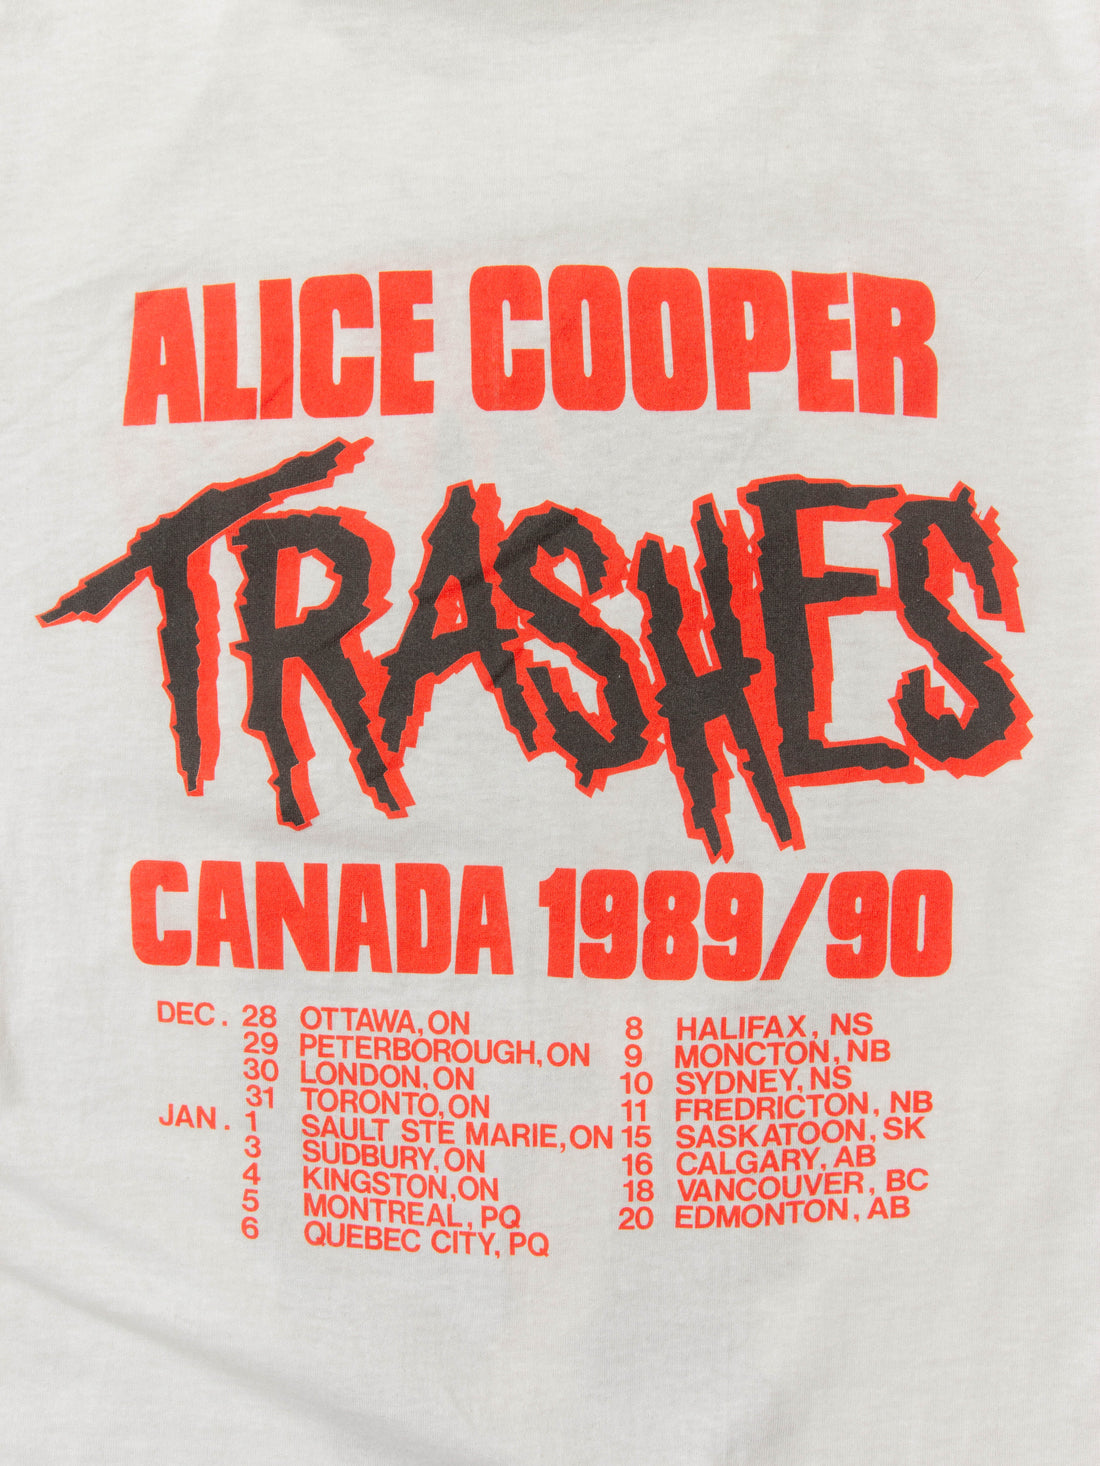 ALICE COOPER
TRASHES
CANADA 1989/90
DEC. 28 OTTAWA, ON
29 PETERBOROUGH, ON
30 LONDON, ON
31 TORONTO, ON
JAN. 1 SAULT STE MARIE, ON
3 SUDBURY, ON
4 KINGSTON, ON
5 MONTREAL, PQ
6 QUEBEC CITY, PQ
8 HALIFAX, NS
9 MONCTON, NB
10 SYDNEY, NS
11 FREDRICTON, NB
15 SASKATOON, SK
16 CALGARY, AB
18 VANCOUVER, BC
20 EDMONTON, AB